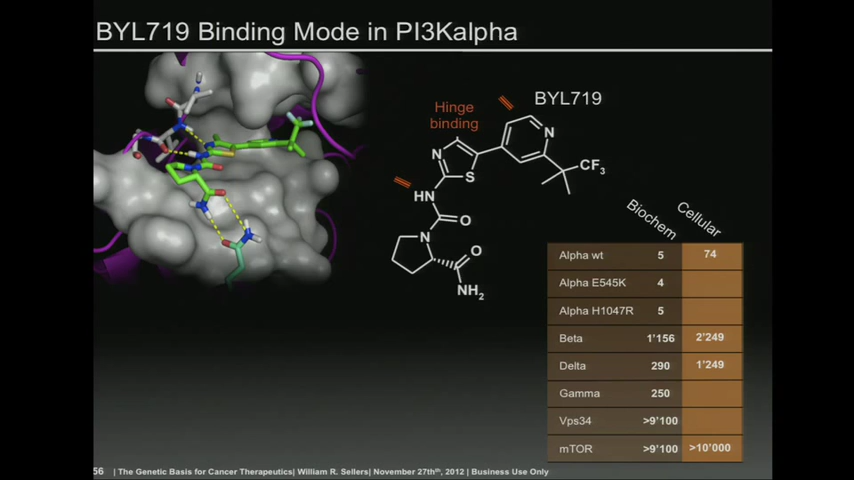 BYL719 Binding Mode in PI3Kalpha
BYL719
Hinge
binding
N
N
S
CF3
HN
O
N
O
NH2
Biochem Cellular
Alpha wt 5 74
Alpha E545K 4
Alpha H1047R 5
Beta 1'156 2'249
Delta 290 1'249
Gamma 250
Vps34 >9'100
mTOR >9'100 >10'000
56 | The Genetic Basis for Cancer Therapeutics| William R. Sellers| November 27thth, 2012 | Business Use Only